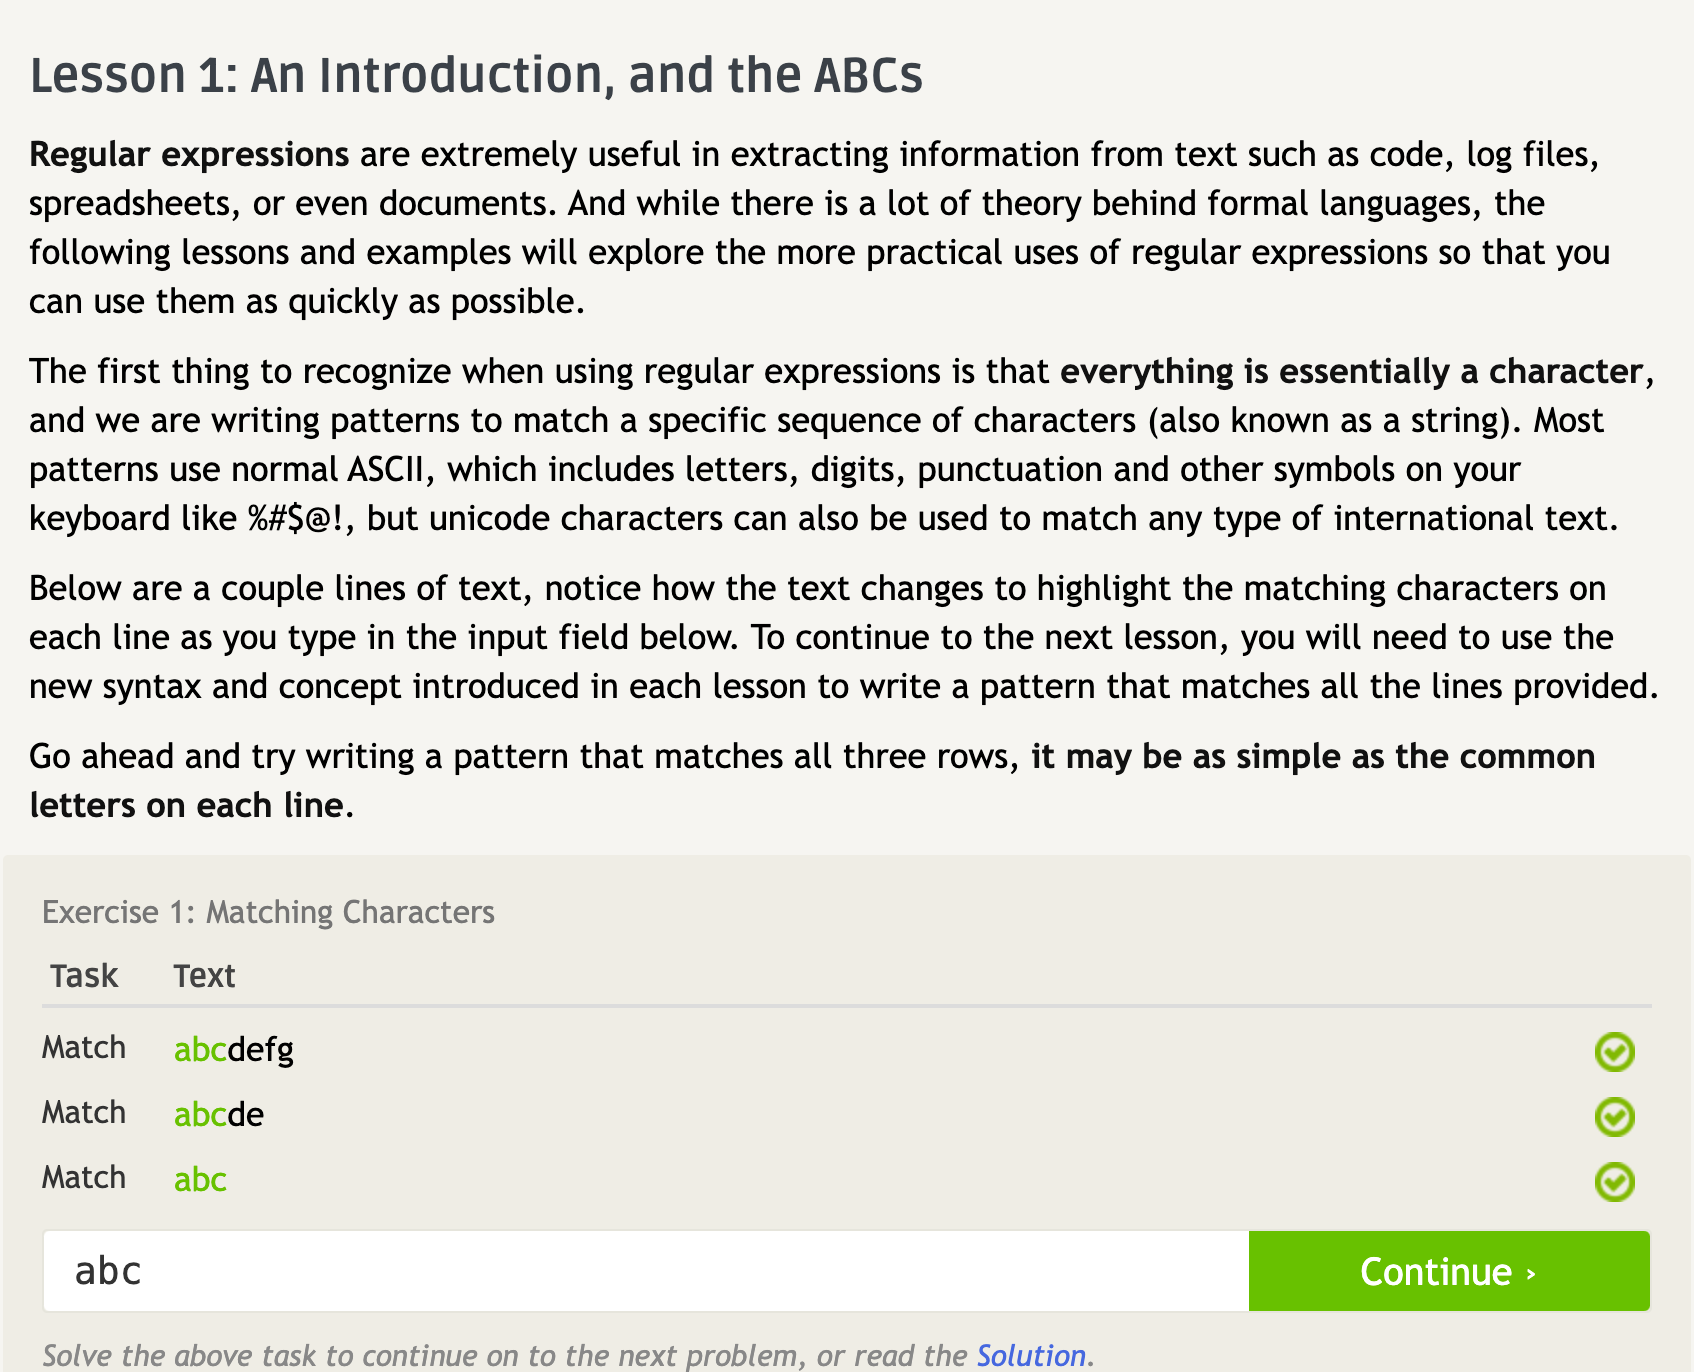 Lesson 1: An Introduction, and the ABCs
Regular expressions are extremely useful in extracting information from text such as code, log files,
spreadsheets, or even documents. And while there is a lot of theory behind formal languages, the
following lessons and examples will explore the more practical uses of regular expressions so that you
can use them as quickly as possible.
The first thing to recognize when using regular expressions is that everything is essentially a character,
and we are writing patterns to match a specific sequence of characters (also known as a string). Most
patterns use normal ASCII, which includes letters, digits, punctuation and other symbols on your
keyboard like %#$@!, but unicode characters can also be used to match any type of international text.
Below are a couple lines of text, notice how the text changes to highlight the matching characters on
each line as you type in the input field below. To continue to the next lesson, you will need to use the
new syntax and concept introduced in each lesson to write a pattern that matches all the lines provided.
Go ahead and try writing a pattern that matches all three rows, it may be as simple as the common
letters on each line.
Exercise 1: Matching Characters
Task Text
Match abcdefg
Match abcde
Match abc
abc Continue ›
Solve the above task to continue on to the next problem, or read the Solution.